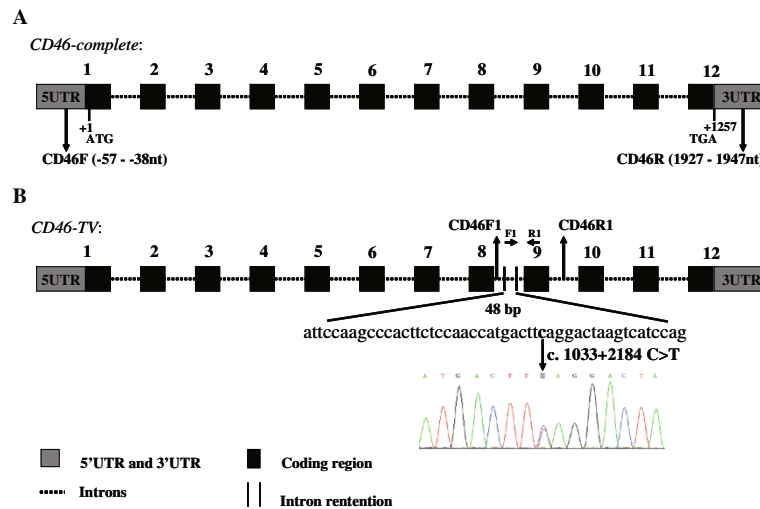 A
CD46-complete:
1 2 3 4 5 6 7 8 9 10 11 12
5UTR 3UTR
+1 +1257
ATG TGA
CD46F (-57 - -38nt) CD46R (1927 - 1947nt)
B
CD46-TV:
CD46F1 F1 R1 CD46R1
1 2 3 4 5 6 7 8 9 10 11 12
5UTR 3UTR
48 bp
attccaagcccacttctccaaccatgacttcaggactaagtcatccag
c. 1033+2184 C>T
A T G A C T T C A G G A C T A
5'UTR and 3'UTR Coding region
Introns Intron rentention